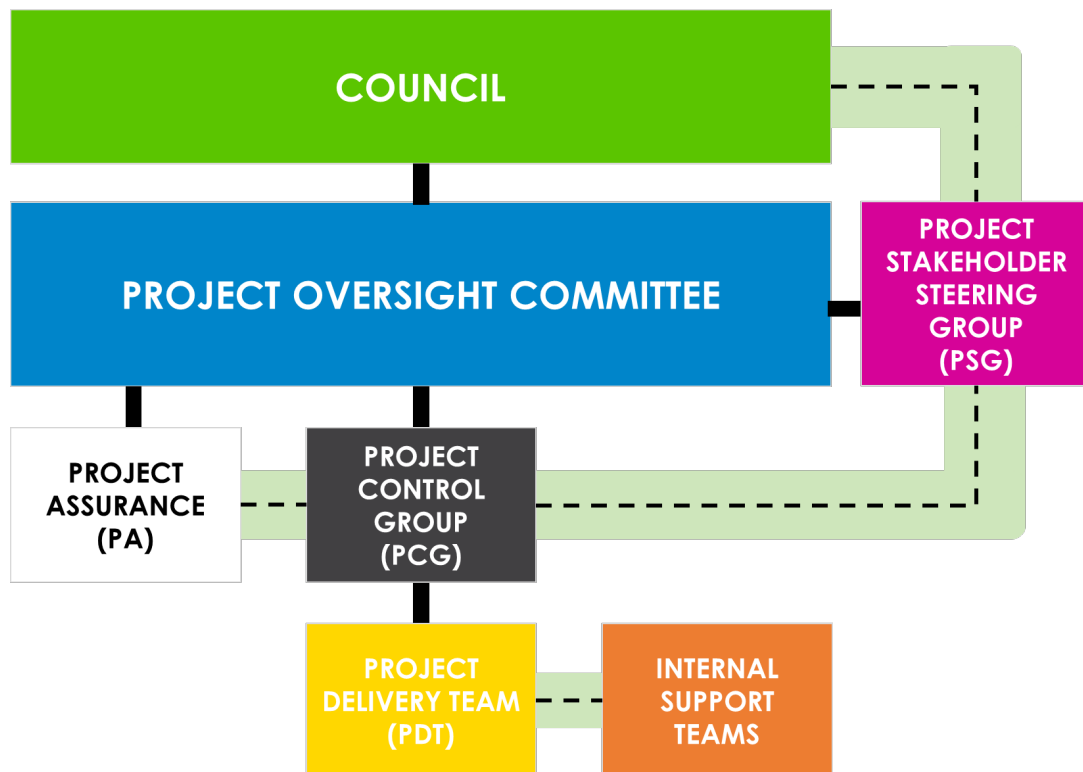 COUNCIL
PROJECT OVERSIGHT COMMITTEE
PROJECT
STAKEHOLDER
STEERING
GROUP
(PSG)
PROJECT
ASSURANCE
(PA)
PROJECT
CONTROL
GROUP
(PCG)
PROJECT
DELIVERY TEAM
(PDT)
INTERNAL
SUPPORT
TEAMS